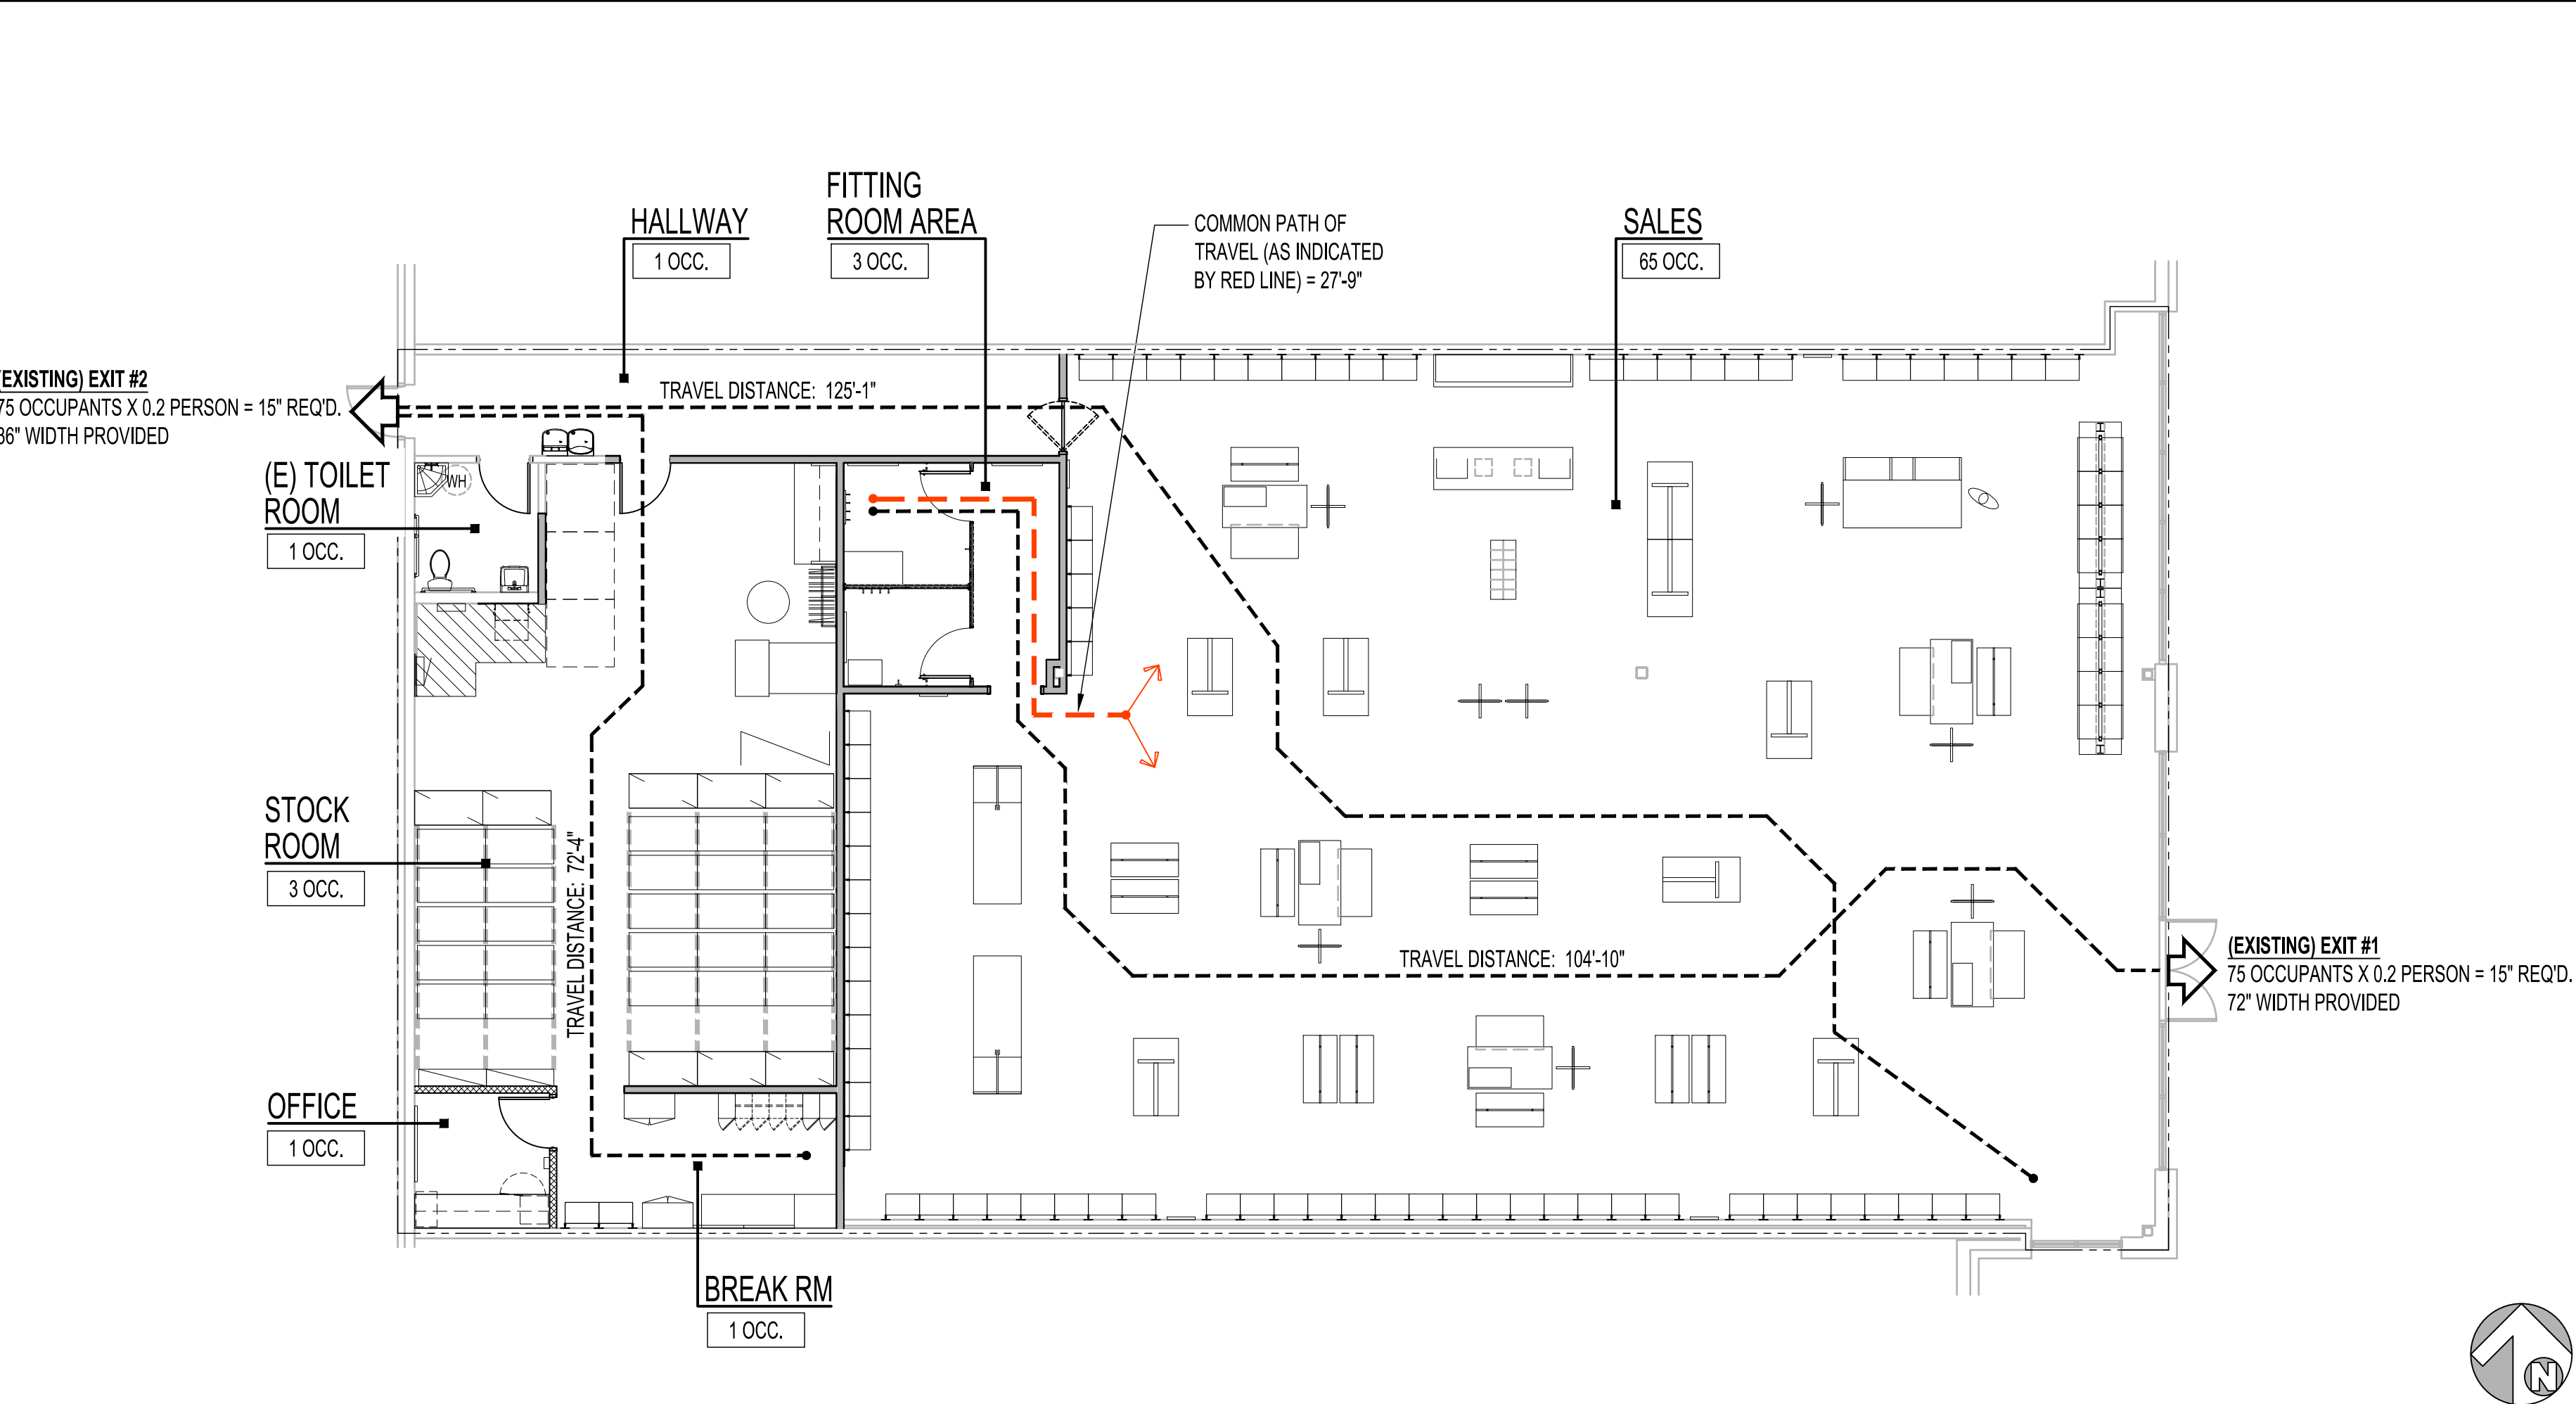 HALLWAY
1 OCC.
FITTING
ROOM AREA
3 OCC.
COMMON PATH OF
TRAVEL (AS INDICATED
BY RED LINE) = 27'-9"
SALES
65 OCC.
(EXISTING) EXIT #2
75 OCCUPANTS X 0.2 PERSON = 15" REQ'D.
36" WIDTH PROVIDED
TRAVEL DISTANCE: 125'-1"
(E) TOILET
ROOM
1 OCC.
WH
STOCK
ROOM
3 OCC.
TRAVEL DISTANCE: 72'-4"
TRAVEL DISTANCE: 104'-10"
(EXISTING) EXIT #1
75 OCCUPANTS X 0.2 PERSON = 15" REQ'D.
72" WIDTH PROVIDED
OFFICE
1 OCC.
BREAK RM
1 OCC.
N